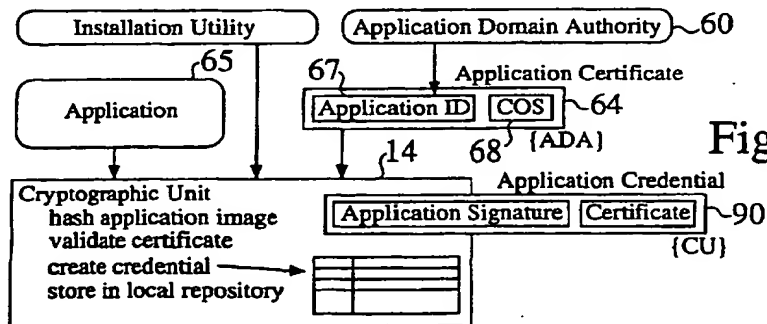 Installation Utility
Application Domain Authority
60
65
67
Application Certificate
Application
Application ID
COS
64
68
{ADA}
Fig
14
Application Credential
Cryptographic Unit
hash application image
Application Signature
Certificate
90
validate certificate
{CU}
create credential
store in local repository